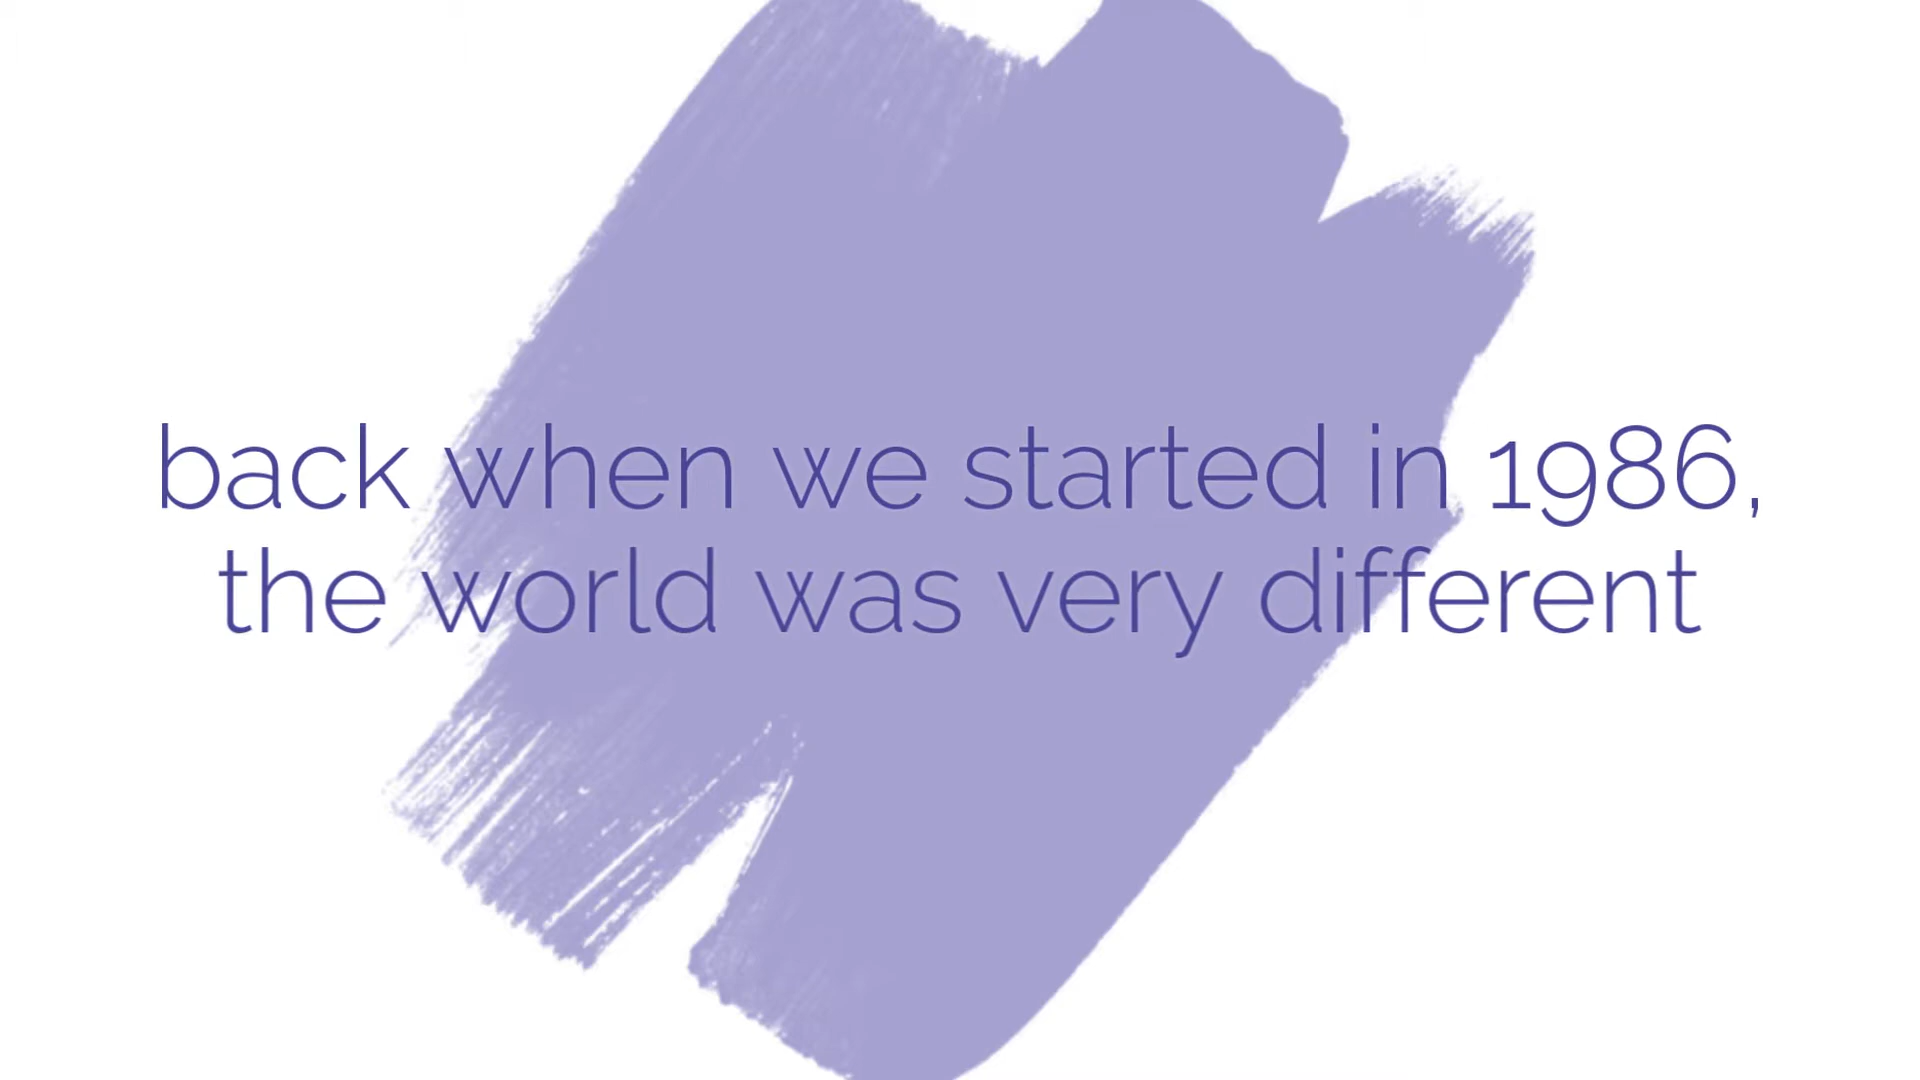 back when we started in 1986,
the world was very different